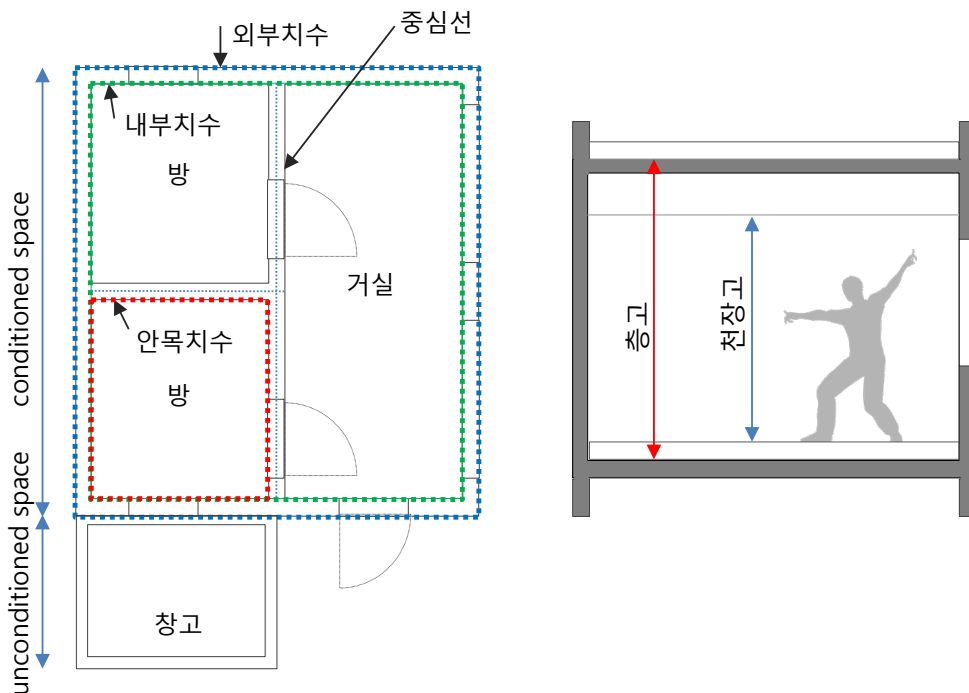 외부치수
중심선
내부치수
방
거실
안목치수
방
창고
conditioned space
unconditioned space
층고
천장고